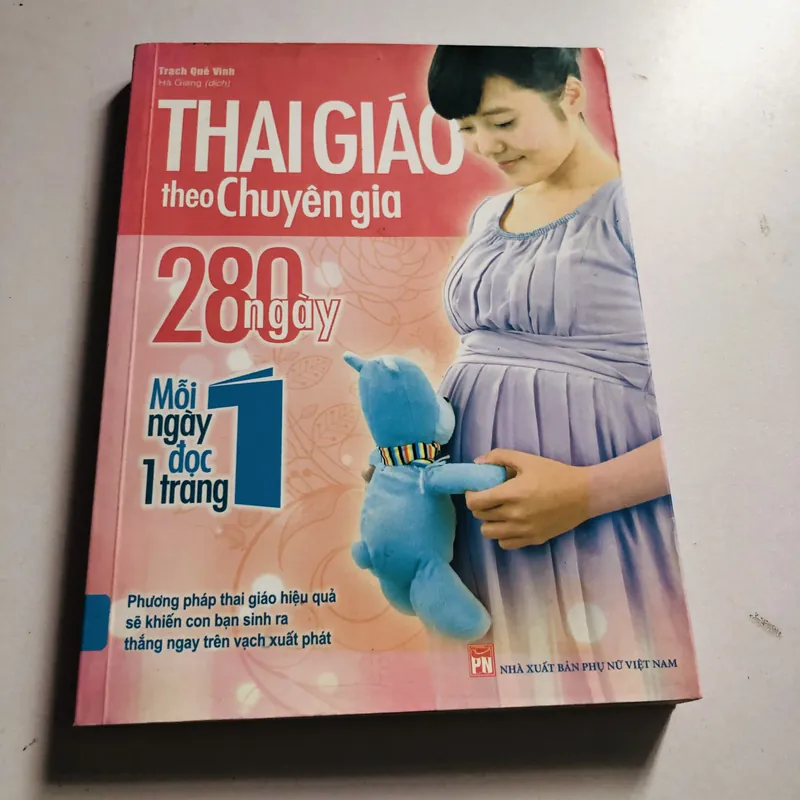 Trạch Quế Vinh
Hà Giang (dịch)
THAI GIÁO
theo Chuyên gia
280 ngày
Mỗi
ngày
đọc
1 trang
1
Phương pháp thai giáo hiệu quả
sẽ khiến con bạn sinh ra
thắng ngay trên vạch xuất phát
PN NHÀ XUẤT BẢN PHỤ NỮ VIỆT NAM